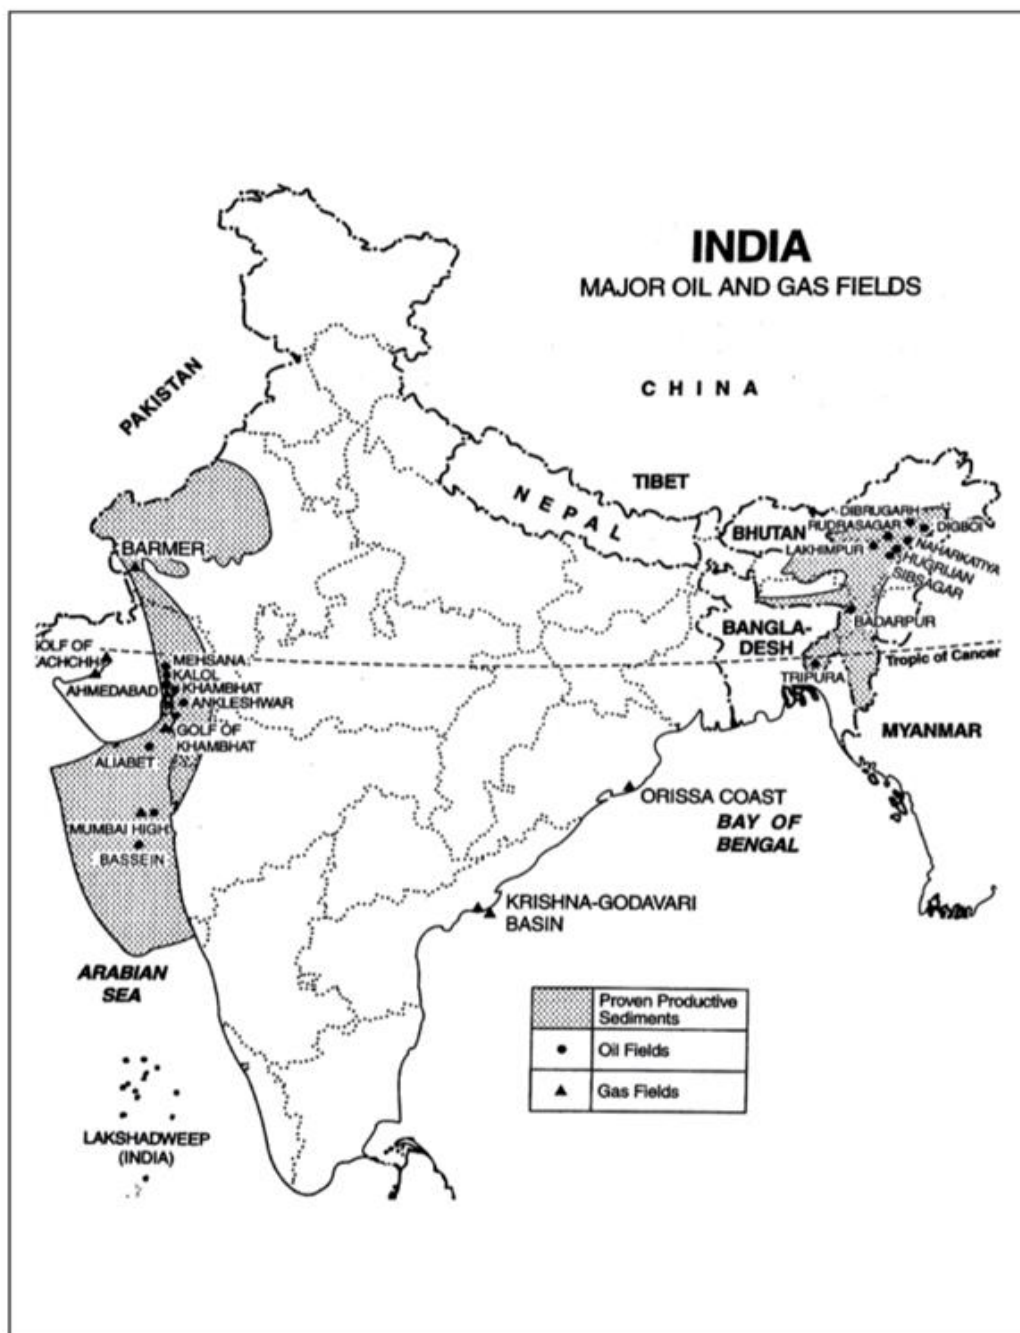 INDIA
MAJOR OIL AND GAS FIELDS
CHINA
PAKISTAN
TIBET
NEPAL
BHUTAN
DIBRUGARH
RUDRASAGAR
DIGBOI
LAKHIMPUR
NAHARKATIYA
HUGRIJAN
SIBSAGAR
BARMER
BADARPUR
BANGLA-
DESH
GOLF OF
KACHCHH
MEHSANA
KALOL
AHMEDABAD
KHAMBHAT
ANKLESHWAR
Tropic of Cancer
TRIPURA
GOLF OF
KHAMBHAT
MYANMAR
ALIABET
ORISSA COAST
MUMBAI HIGH
BAY OF
BENGAL
BASSEIN
KRISHNA-GODAVARI
BASIN
ARABIAN
SEA
Proven Productive
Sediments
Oil Fields
Gas Fields
LAKSHADWEEP
(INDIA)